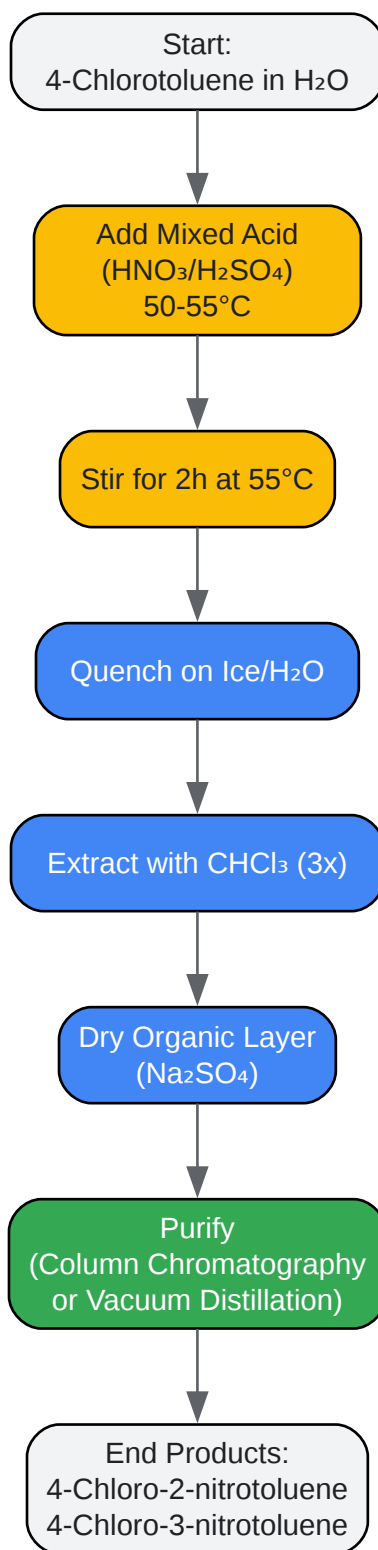 Start:
4-Chlorotoluene in H₂O
Add Mixed Acid
(HNO₃/H₂SO₄)
50-55°C
Stir for 2h at 55°C
Quench on Ice/H₂O
Extract with CHCl₃ (3x)
Dry Organic Layer
(Na₂SO₄)
Purify
(Column Chromatography
or Vacuum Distillation)
End Products:
4-Chloro-2-nitrotoluene
4-Chloro-3-nitrotoluene